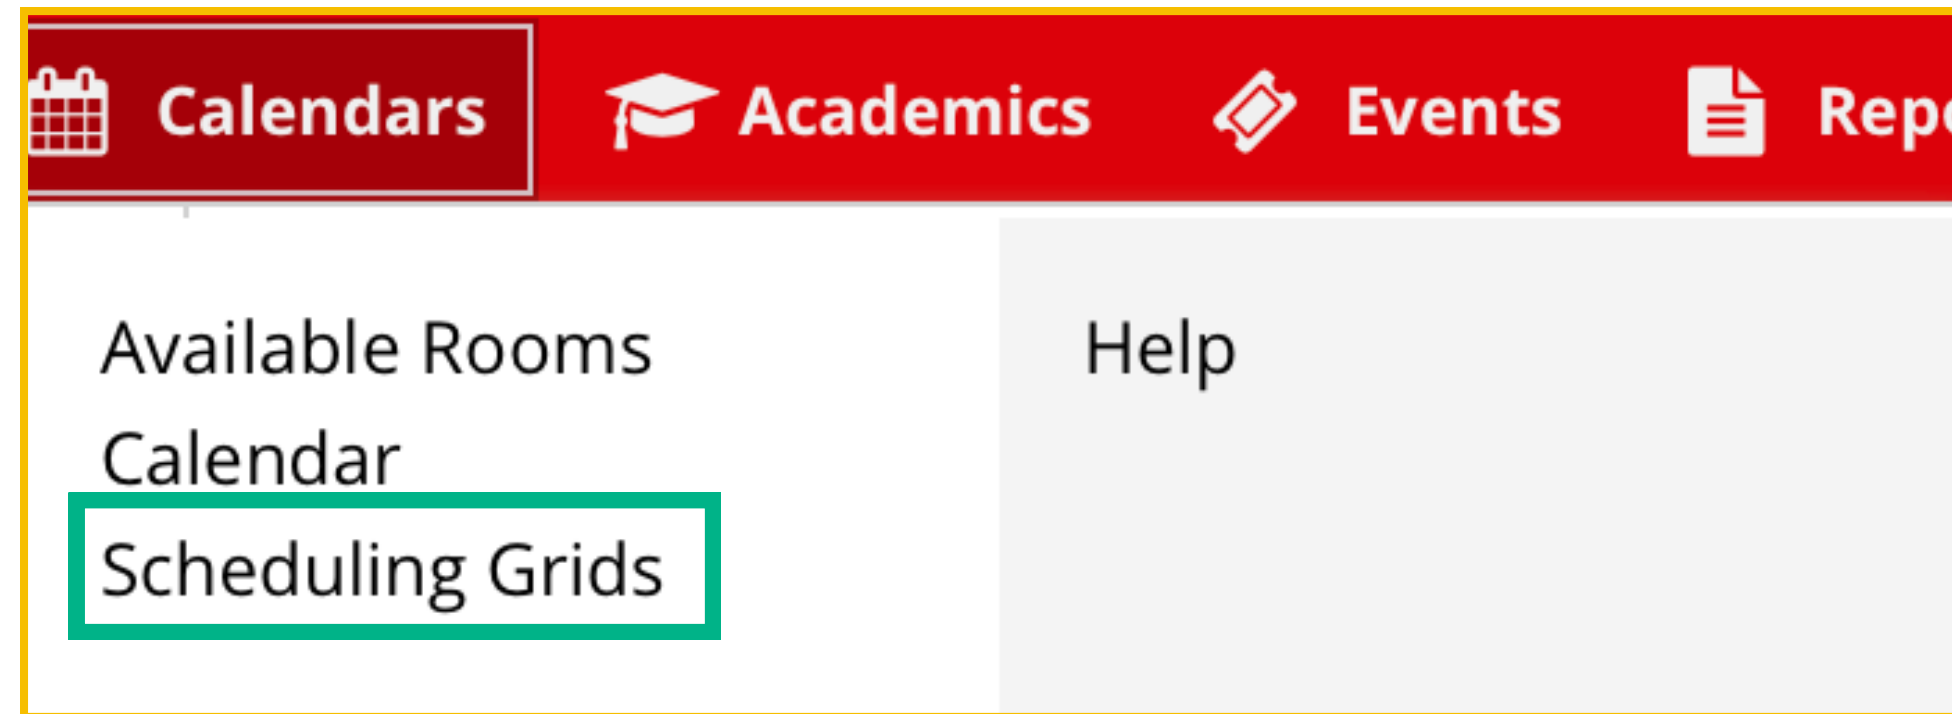 Calendars Academics Events
Available Rooms Help
Calendar
Scheduling Grids